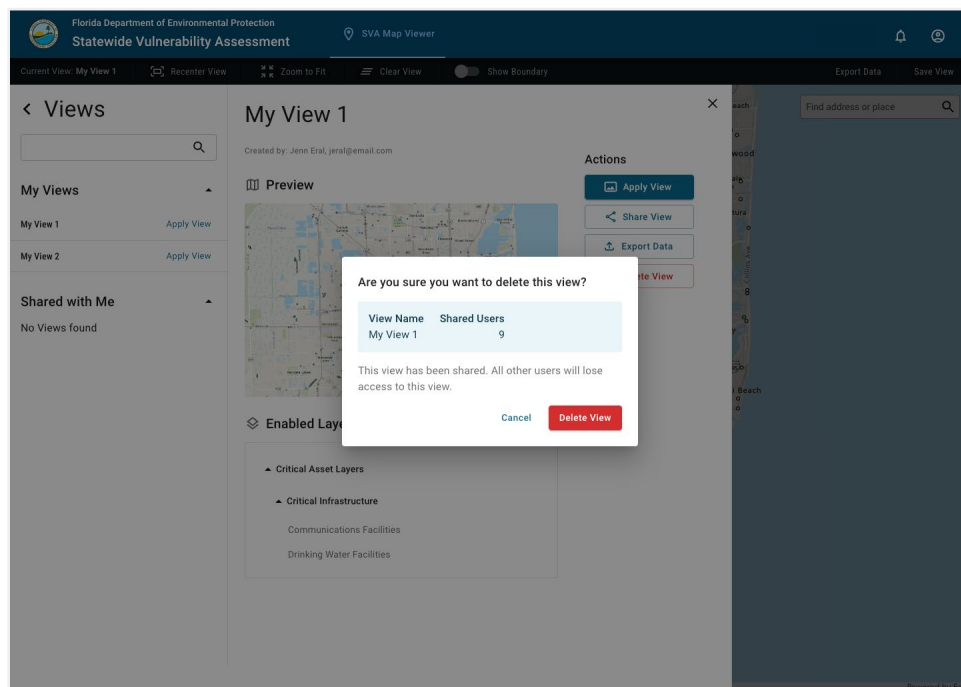 Florida Department of Environmental Protection
Statewide Vulnerability Assessment
SVA Map Viewer
Current View: My View 1
Recenter View
Zoom to Fit
Clear View
Show Boundary
Export Data
Save View
Views
My Views
My View 1
Apply View
My View 2
Apply View
Shared with Me
No Views found
My View 1
Created by: Jenn Eral, jeral@email.com
Preview
Enabled Laye
Critical Asset Layers
Critical Infrastructure
Communications Facilities
Drinking Water Facilities
Actions
Apply View
Share View
Export Data
ete View
Are you sure you want to delete this view?
View Name Shared Users
My View 1 9
This view has been shared. All other users will lose
access to this view.
Cancel
Delete View
Find address or place
each
wood
Collins Ave
Beach